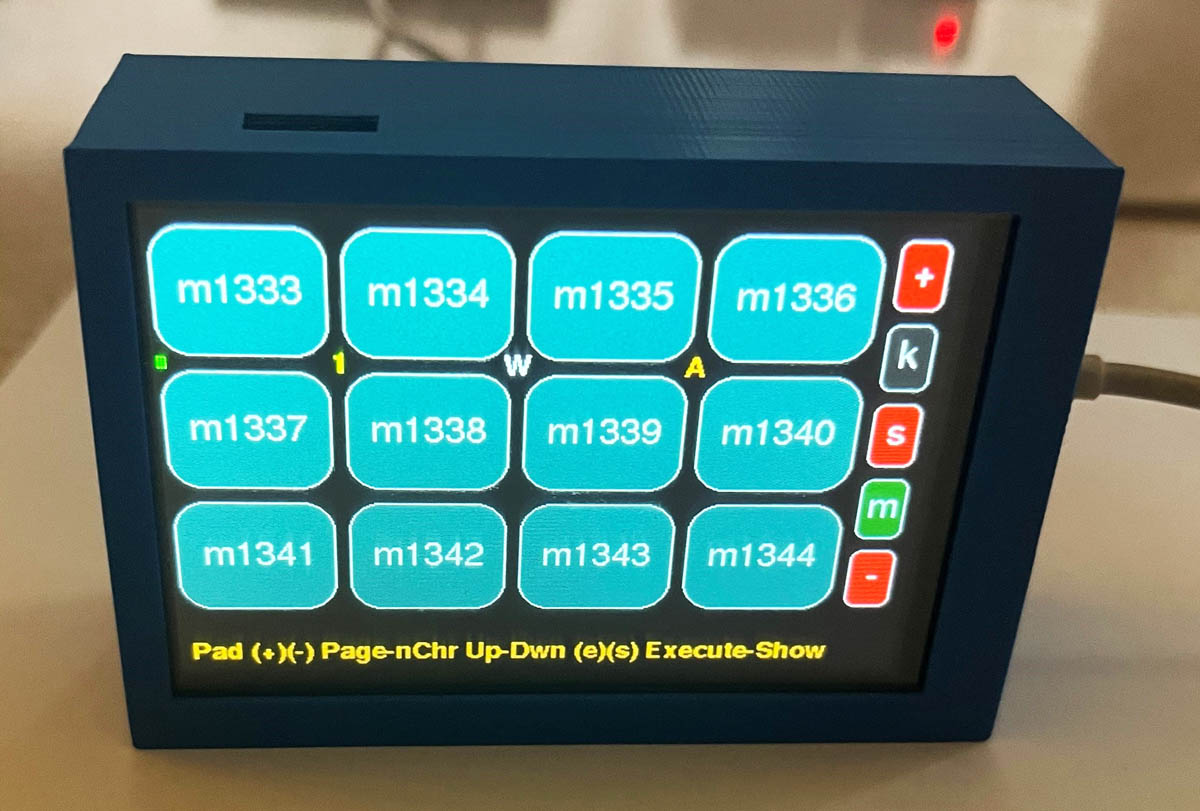 m1333 m1334 m1335 m1336 +
1 W A k
m1337 m1338 m1339 m1340 s
m
m1341 m1342 m1343 m1344 -
Pad (+)(-) Page-nChr Up-Dwn (e)(s) Execute-Show